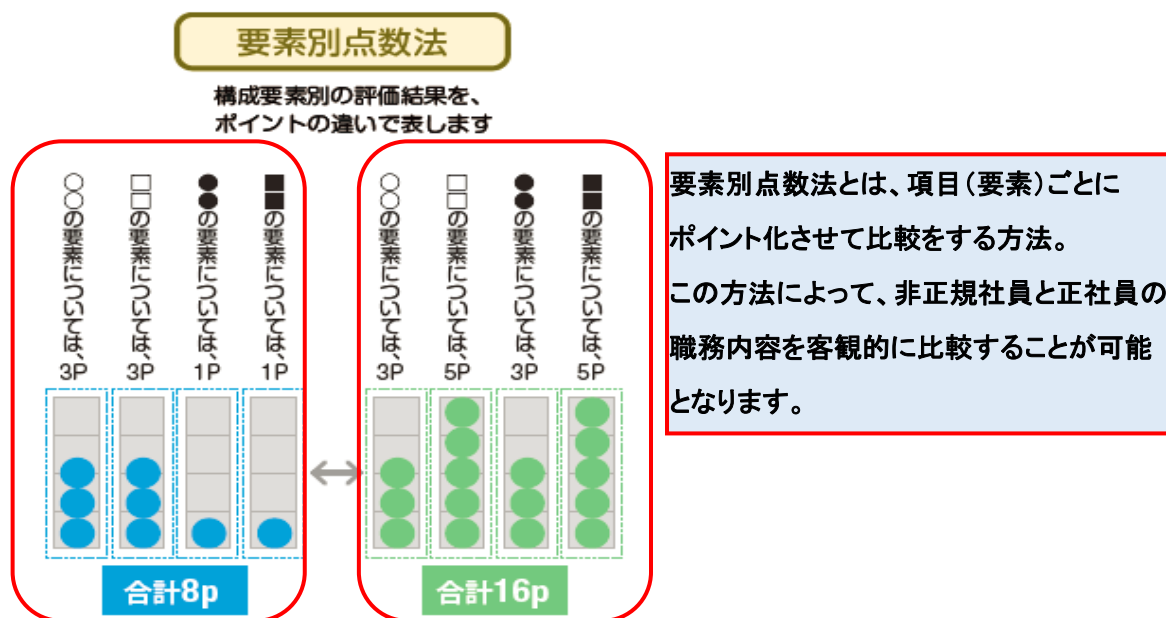 要素別点数法
構成要素別の評価結果を、
ポイントの違いで表します
○○の要素については、
3P
□□の要素については、
3P
●●の要素については、
1P
■■の要素については、
1P
合計8p
○○の要素については、
3P
□□の要素については、
5P
●●の要素については、
3P
■■の要素については、
5P
合計16p
要素別点数法とは、項目(要素)ごとに
ポイント化させて比較をする方法。
この方法によって、非正規社員と正社員の
職務内容を客観的に比較することが可能
となります。